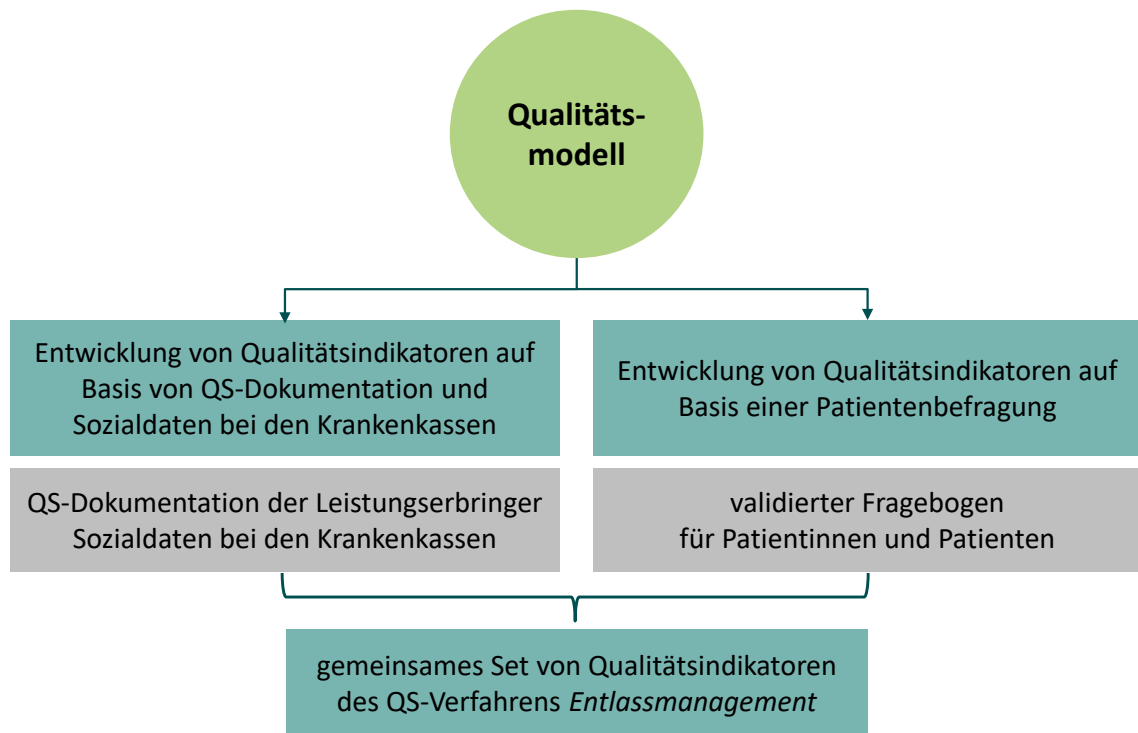 Qualitäts-
modell
Entwicklung von Qualitätsindikatoren auf
Basis von QS-Dokumentation und
Sozialdaten bei den Krankenkassen
Entwicklung von Qualitätsindikatoren auf
Basis einer Patientenbefragung
QS-Dokumentation der Leistungserbringer
Sozialdaten bei den Krankenkassen
validierter Fragebogen
für Patientinnen und Patienten
gemeinsames Set von Qualitätsindikatoren
des QS-Verfahrens Entlassmanagement